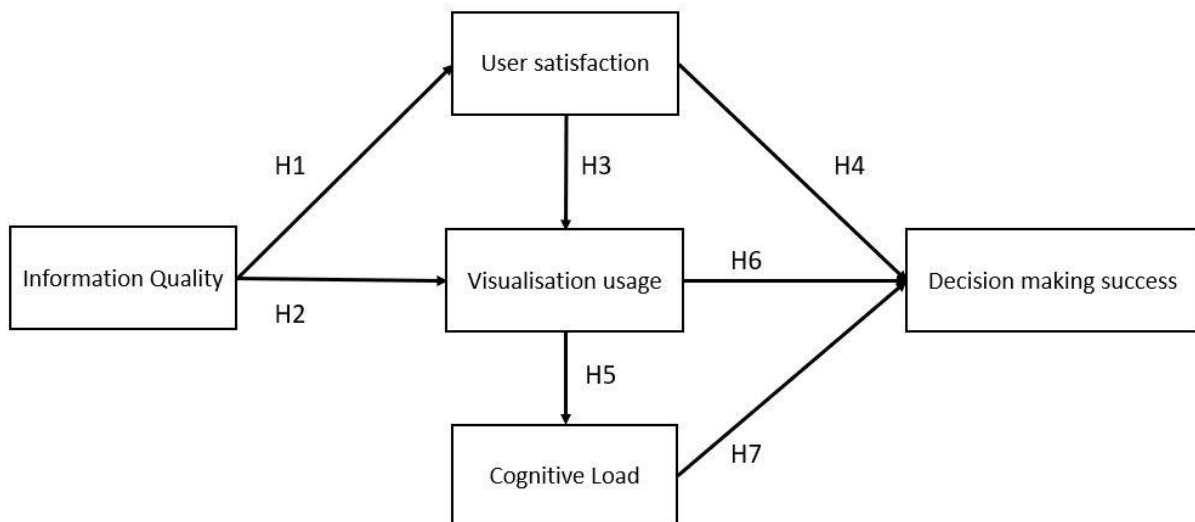 User satisfaction
H1
H3
H4
Information Quality
Visualisation usage
H6
Decision making success
H2
H5
Cognitive Load
H7